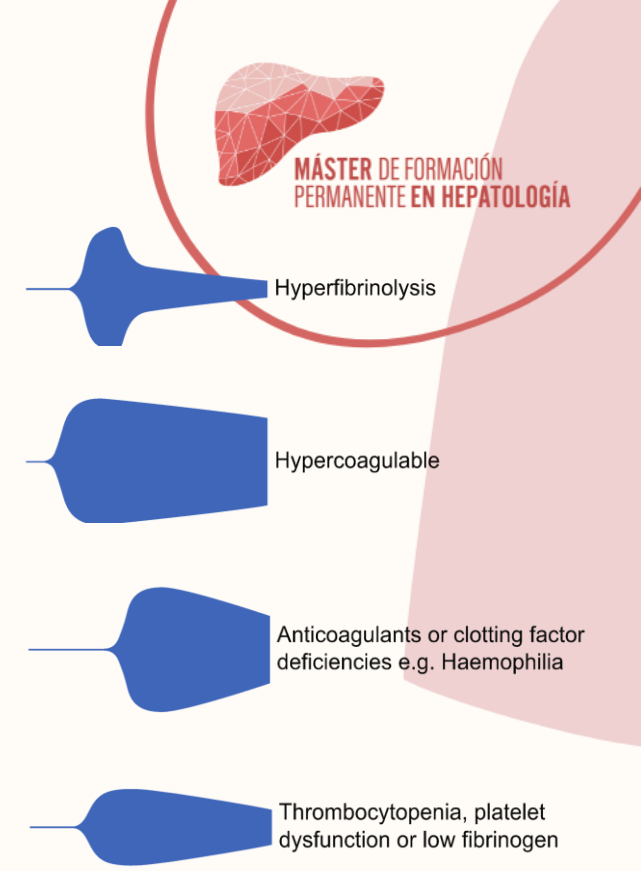 MÁSTER DE FORMACIÓN
PERMANENTE EN HEPATOLOGÍA
Hyperfibrinolysis
Hypercoagulable
Anticoagulants or clotting factor
deficiencies e.g. Haemophilia
Thrombocytopenia, platelet
dysfunction or low fibrinogen